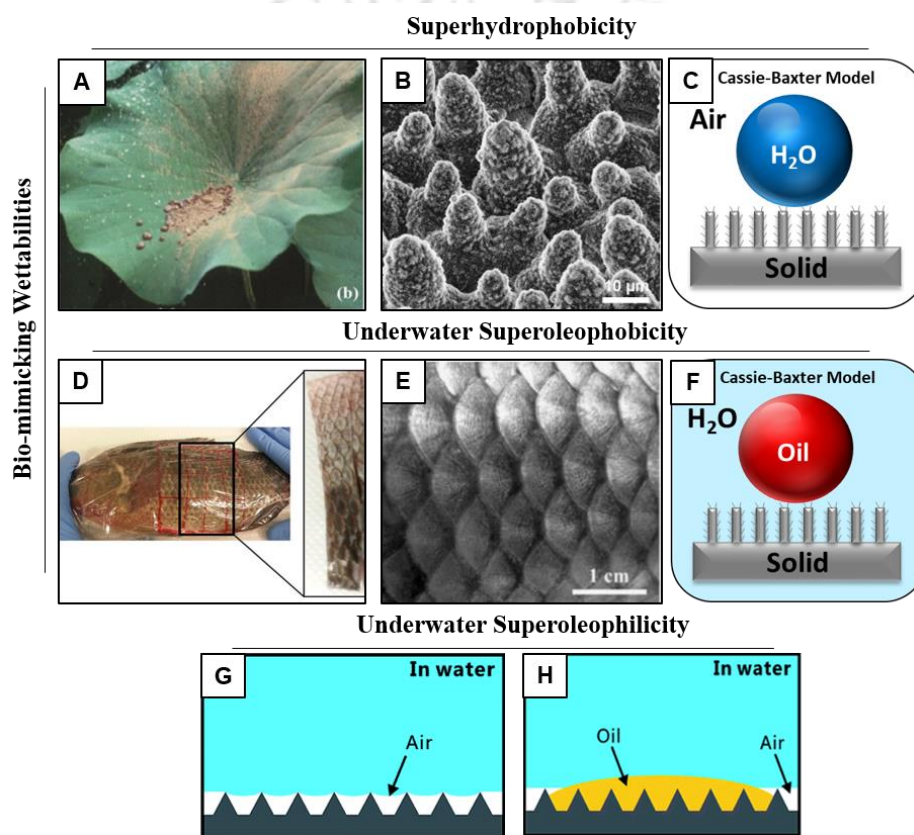 Superhydrophobicity
Bio-mimicking Wettabilities
A
(b)
B
10 µm
C
Cassie-Baxter Model
Air
H₂O
Solid
Underwater Superoleophobicity
D
E
1 cm
F
Cassie-Baxter Model
H₂O
Oil
Solid
Underwater Superoleophilicity
G
In water
Air
H
In water
Oil
Air